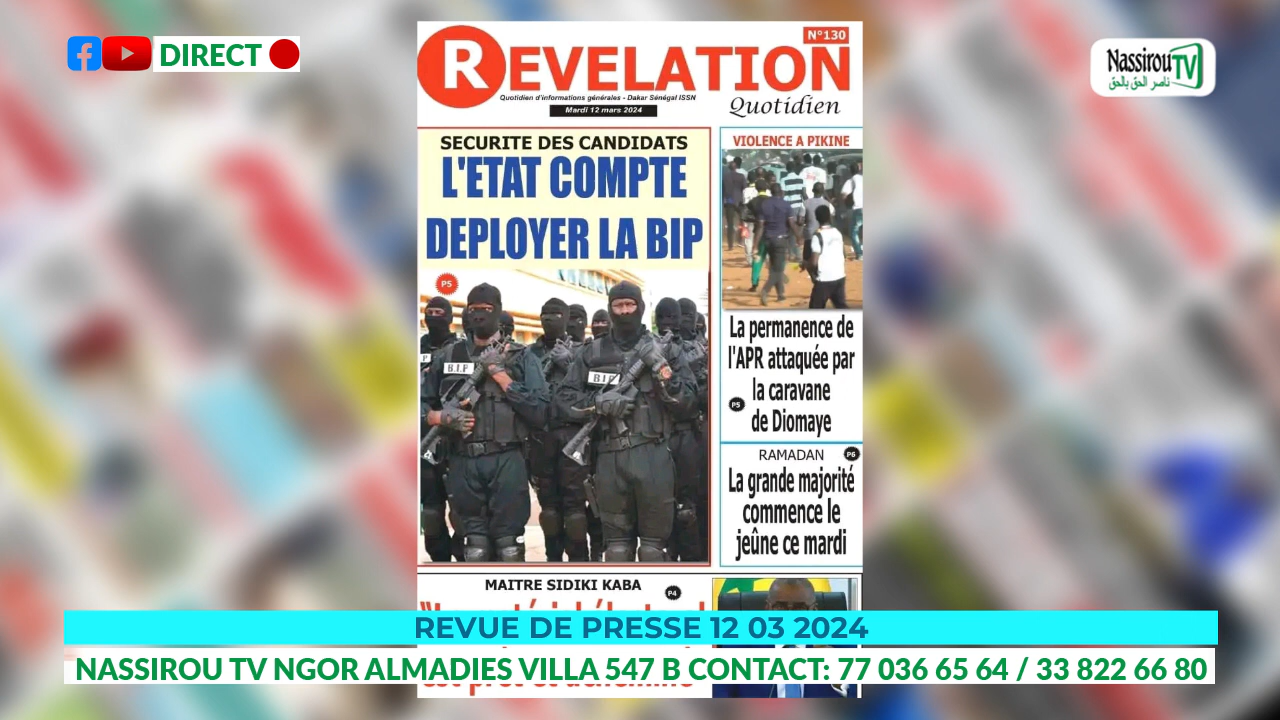 DIRECT
NassirouTV
ناصر الحق بالحق
N°130
REVELATION
Quotidien d'informations générales - Dakar Sénégal ISSN
Quotidien
Mardi 12 mars 2024
SECURITE DES CANDIDATS
L'ETAT COMPTE
DEPLOYER LA BIP
P5
B.I.P
VIOLENCE A PIKINE
La permanence de
l'APR attaquée par
la caravane
de Diomaye
P5
RAMADAN
P6
La grande majorité
commence le
jeûne ce mardi
MAITRE SIDIKI KABA
P4
REVUE DE PRESSE 12 03 2024
NASSIROU TV NGOR ALMADIES VILLA 547 B CONTACT: 77 036 65 64 / 33 822 66 80